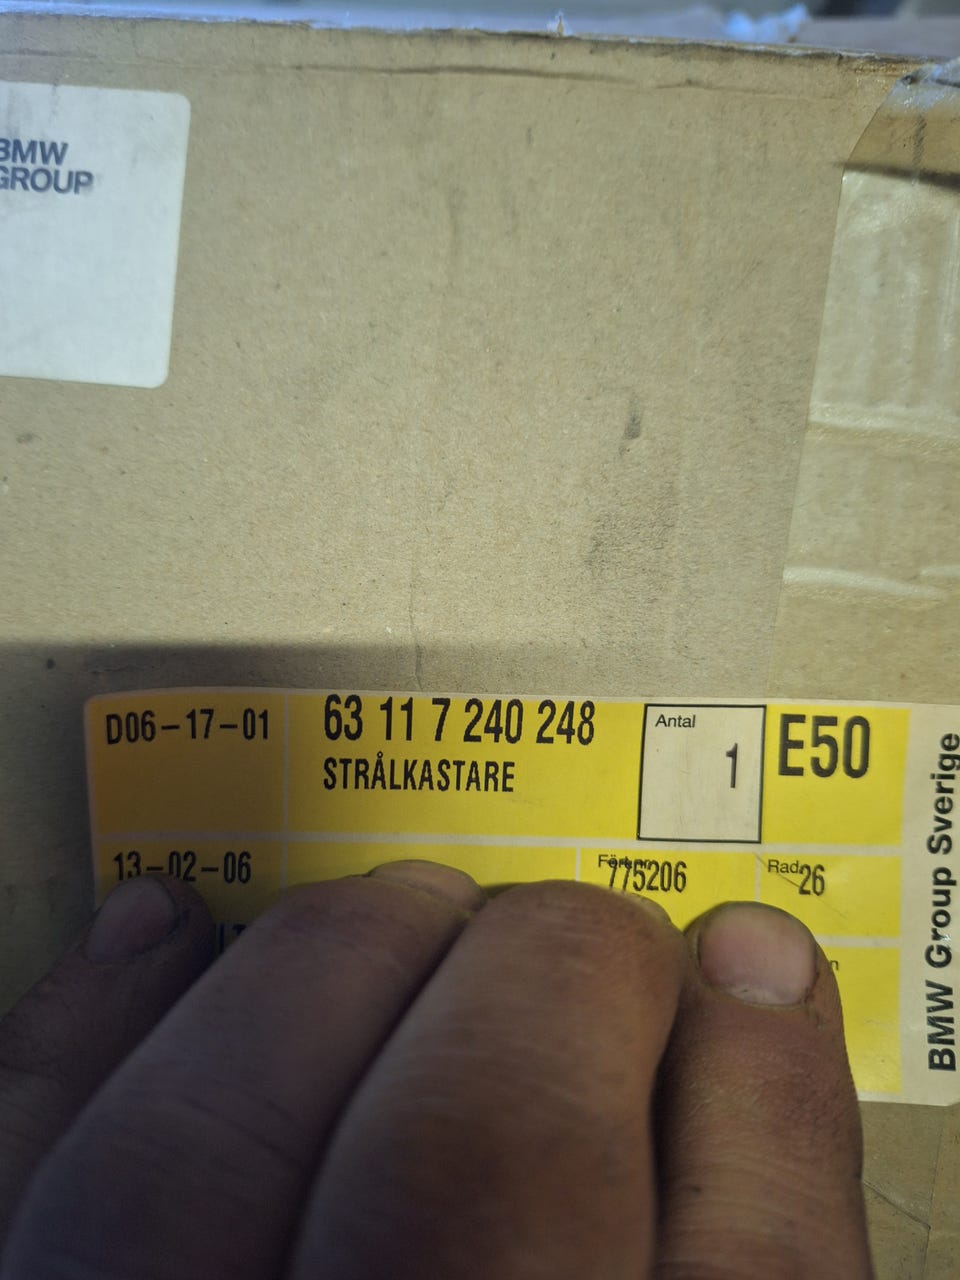 BMW
GROUP
D06-17-01
63 11 7 240 248
STRÅLKASTARE
Antal
1
E50
13-02-06
775206
Rad.
26
BMW Group Sverige